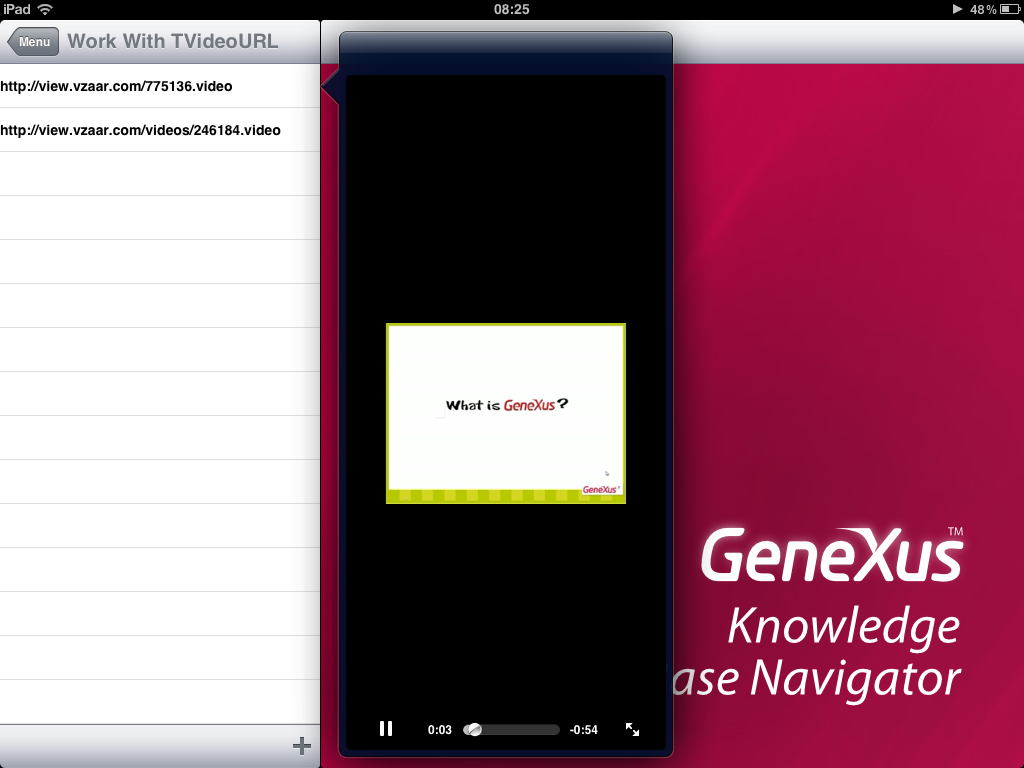 iPad 08:25 48%
Menu Work With TVideoURL
http://view.vzaar.com/775136.video
http://view.vzaar.com/videos/246184.video
What is GeneXus?
GeneXus
0:03 -0:54
GeneXus™
Knowledge
ase Navigator